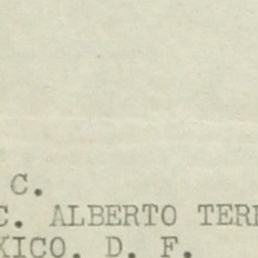 C.
C. ALBERTO TER
XICO, D. F.